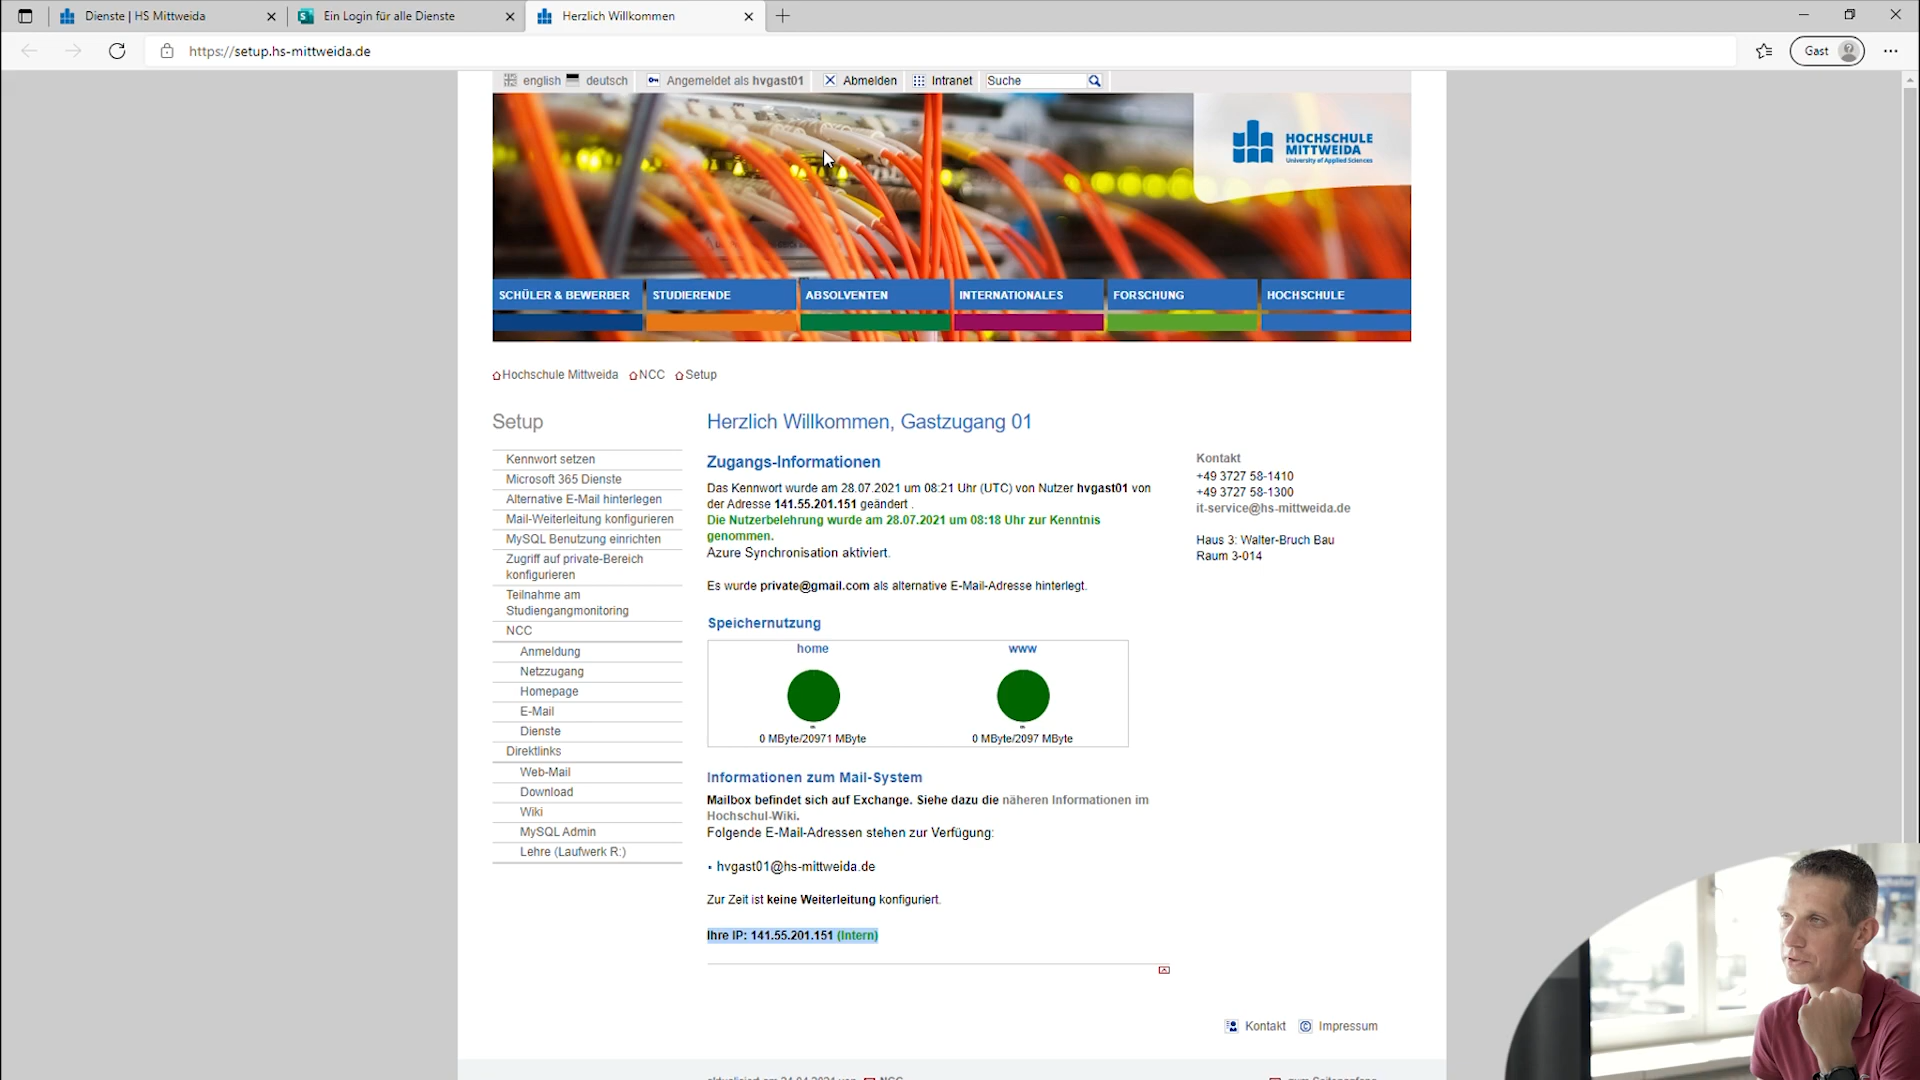 Dienste | HS Mittweida
Ein Login für alle Dienste
Herzlich Willkommen
https://setup.hs-mittweida.de
Gast
english
deutsch
Angemeldet als hvgast01
Abmelden
Intranet
Suche
HOCHSCHULE
MITTWEIDA
University of Applied Sciences
SCHÜLER & BEWERBER
STUDIERENDE
ABSOLVENTEN
INTERNATIONALES
FORSCHUNG
HOCHSCHULE
Hochschule Mittweida NCC Setup
Setup
Kennwort setzen
Microsoft 365 Dienste
Alternative E-Mail hinterlegen
Mail-Weiterleitung konfigurieren
MySQL Benutzung einrichten
Zugriff auf private-Bereich
konfigurieren
Teilnahme am
Studiengangmonitoring
NCC
Anmeldung
Netzzugang
Homepage
E-Mail
Dienste
Direktlinks
Web-Mail
Download
Wiki
MySQL Admin
Lehre (Laufwerk R:)
Herzlich Willkommen, Gastzugang 01
Zugangs-Informationen
Das Kennwort wurde am 28.07.2021 um 08:21 Uhr (UTC) von Nutzer hvgast01 von
der Adresse 141.55.201.151 geändert .
Die Nutzerbelehrung wurde am 28.07.2021 um 08:18 Uhr zur Kenntnis
genommen.
Azure Synchronisation aktiviert.
Es wurde private@gmail.com als alternative E-Mail-Adresse hinterlegt.
Speichernutzung
home
www
0 MByte/20971 MByte
0 MByte/2097 MByte
Informationen zum Mail-System
Mailbox befindet sich auf Exchange. Siehe dazu die näheren Informationen im
Hochschul-Wiki.
Folgende E-Mail-Adressen stehen zur Verfügung:
• hvgast01@hs-mittweida.de
Zur Zeit ist keine Weiterleitung konfiguriert.
Ihre IP: 141.55.201.151 (Intern)
Kontakt
+49 3727 58-1410
+49 3727 58-1300
it-service@hs-mittweida.de
Haus 3: Walter-Bruch Bau
Raum 3-014
Kontakt
Impressum